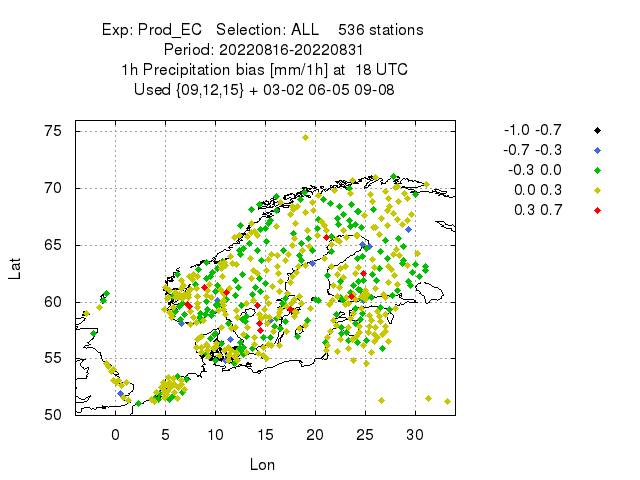 Exp: Prod_EC   Selection: ALL    536 stations
Period: 20220816-20220831
1h Precipitation bias [mm/1h] at  18 UTC
Used {09,12,15} + 03-02 06-05 09-08
-1.0 -0.7
-0.7 -0.3
-0.3 0.0
0.0 0.3
0.3 0.7
Lat
75
70
65
60
55
50
0 5 10 15 20 25 30
Lon